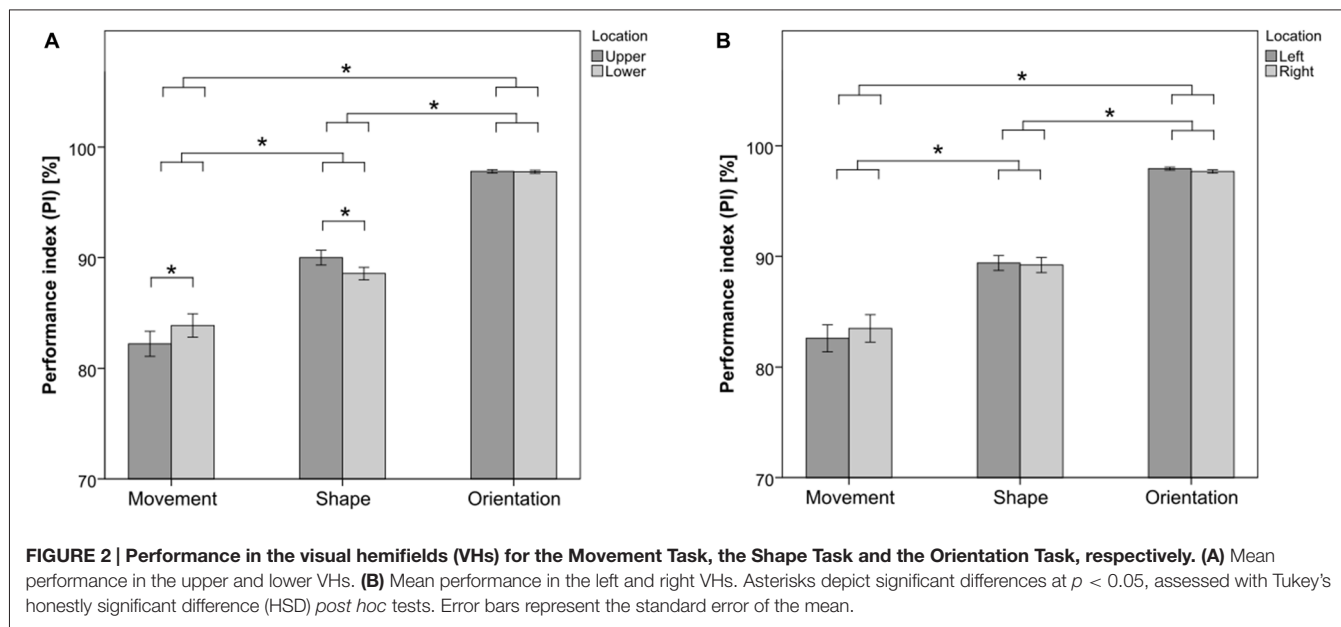 A
Location
Upper
Lower
*
*
*
*
*
Performance index (PI) [%]
100
90
80
70
Movement Shape Orientation
B
Location
Left
Right
*
*
*
Performance index (PI) [%]
100
90
80
70
Movement Shape Orientation
FIGURE 2 | Performance in the visual hemifields (VHs) for the Movement Task, the Shape Task and the Orientation Task, respectively. (A) Mean
performance in the upper and lower VHs. (B) Mean performance in the left and right VHs. Asterisks depict significant differences at p < 0.05, assessed with Tukey’s
honestly significant difference (HSD) post hoc tests. Error bars represent the standard error of the mean.